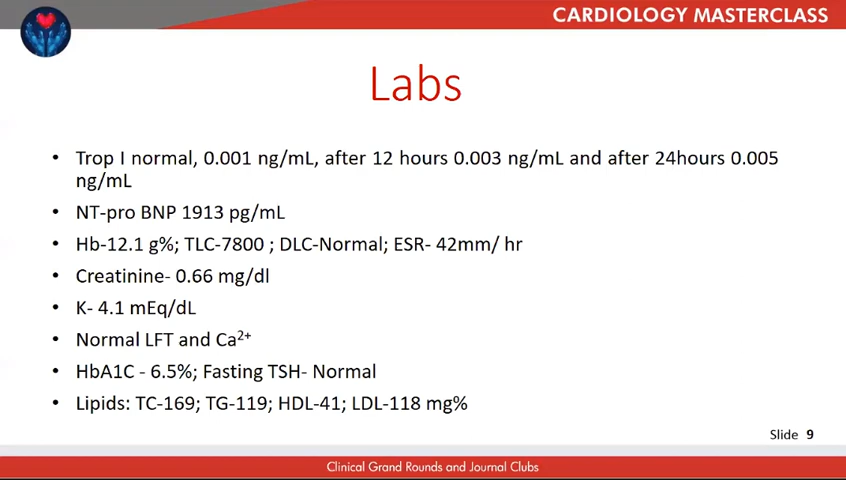 CARDIOLOGY MASTERCLASS
Labs
• Trop I normal, 0.001 ng/mL, after 12 hours 0.003 ng/mL and after 24hours 0.005
ng/mL
• NT-pro BNP 1913 pg/mL
• Hb-12.1 g%; TLC-7800 ; DLC-Normal; ESR- 42mm/ hr
• Creatinine- 0.66 mg/dl
• K- 4.1 mEq/dL
• Normal LFT and Ca²⁺
• HbA1C - 6.5%; Fasting TSH- Normal
• Lipids: TC-169; TG-119; HDL-41; LDL-118 mg%
Slide 9
Clinical Grand Rounds and Journal Clubs